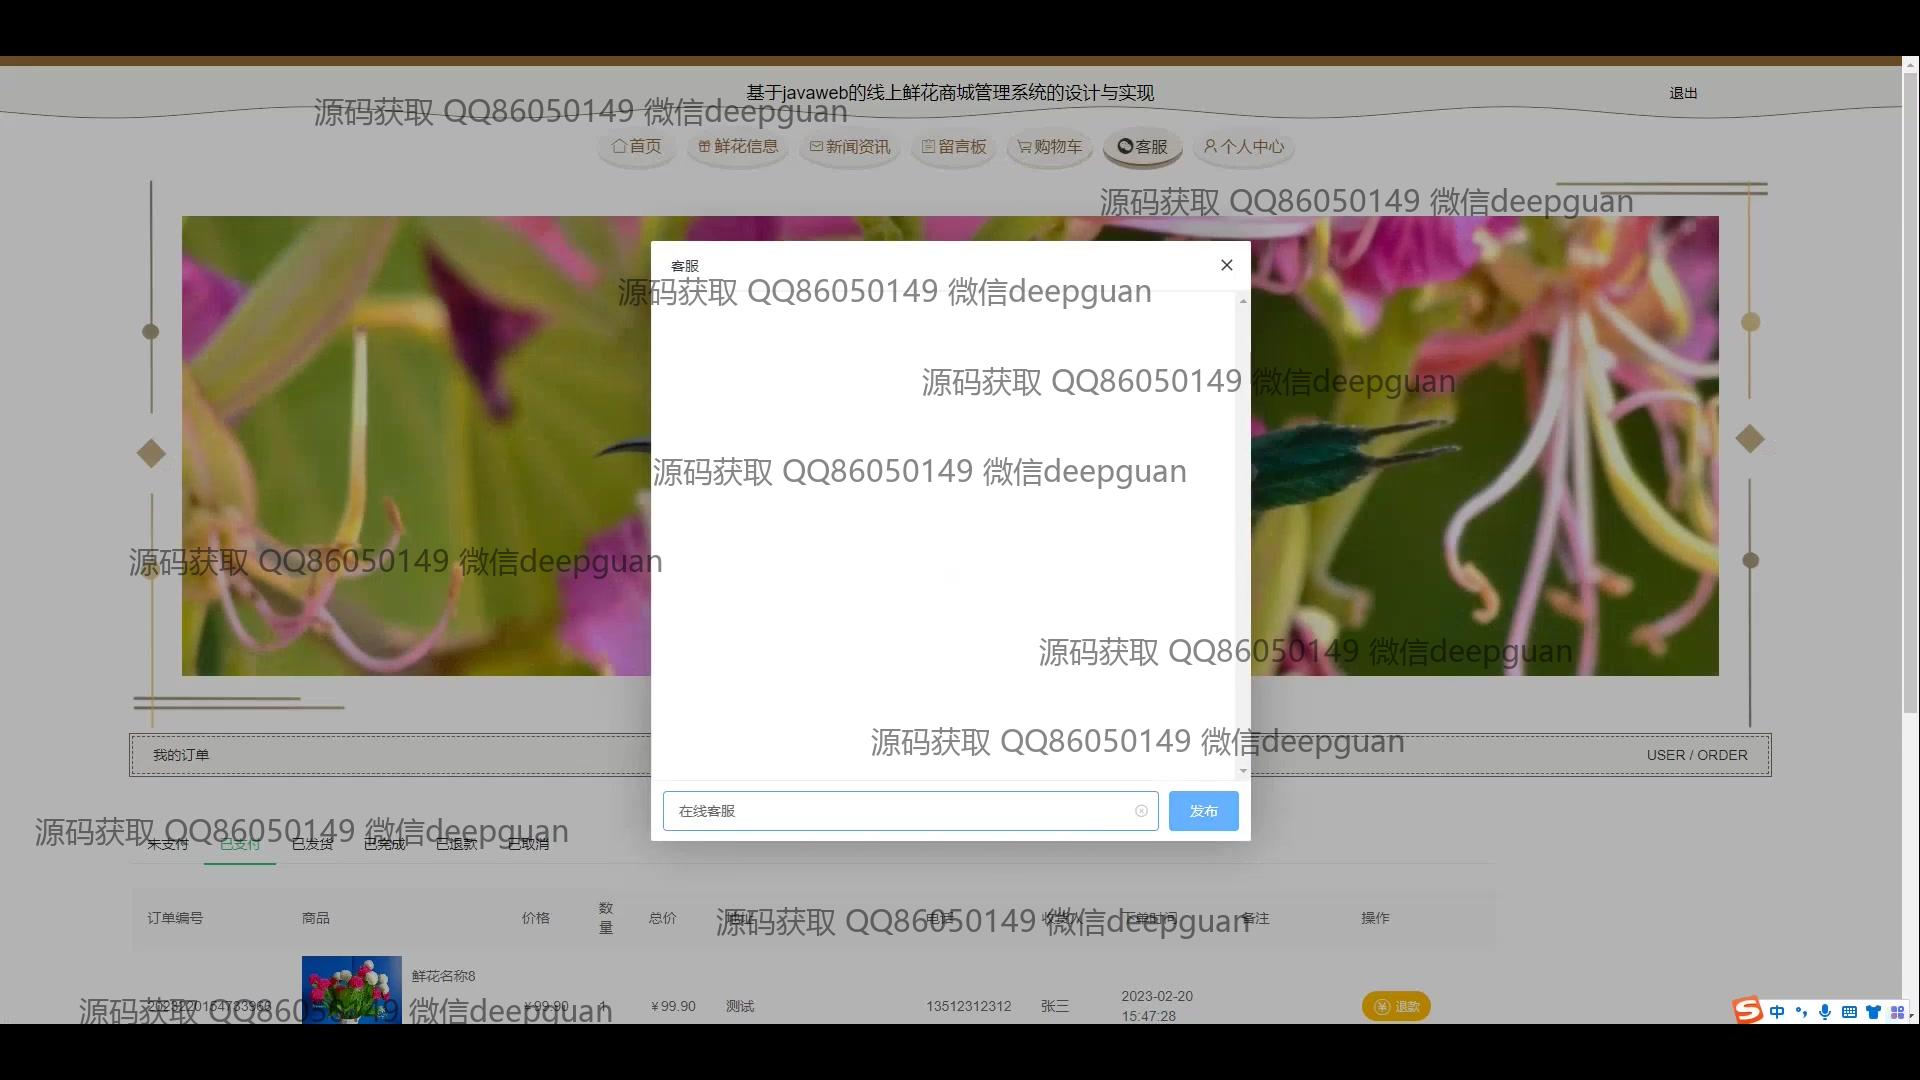 基于javaweb的线上鲜花商城管理系统的设计与实现
退出
源码获取 QQ86050149 微信deepguan
首页 鲜花信息 新闻资讯 留言板 购物车 客服 个人中心
源码获取 QQ86050149 微信deepguan
客服
源码获取 QQ86050149 微信deepguan
源码获取 QQ86050149 微信deepguan
源码获取 QQ86050149 微信deepguan
源码获取 QQ86050149 微信deepguan
源码获取 QQ86050149 微信deepguan
源码获取 QQ86050149 微信deepguan
我的订单
USER / ORDER
在线客服
发布
源码获取 QQ86050149 微信deepguan
未支付 已支付 已发货 已完成 已退款 已取消
订单编号 商品 价格 数量 总价 地址 电话 收货人 下单时间 备注 操作
源码获取 QQ86050149 微信deepguan
鲜花名称8
￥99.90 1 ￥99.90 测试 13512312312 张三 2023-02-20 15:47:28 退款
源码获取 QQ86050149 微信deepguan
中